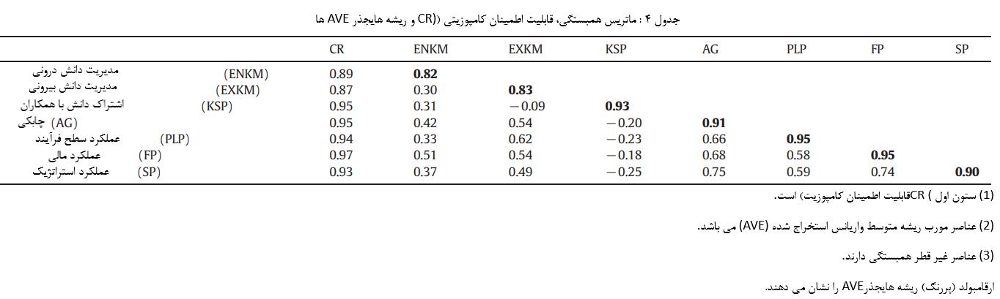 جدول ۴ : ماتریس همبستگی، قابلیت اطمینان کامپوزیتی (CR) و ریشه هایجذر AVE ها
CR ENKM EXKM KSP AG PLP FP SP
مدیریت دانش درونی (ENKM) 0.89 0.82
مدیریت دانش بیرونی (EXKM) 0.87 0.30 0.83
اشتراک دانش با همکاران (KSP) 0.95 0.31 −0.09 0.93
چابکی (AG) 0.95 0.42 0.54 −0.20 0.91
عملکرد سطح فرآیند (PLP) 0.94 0.33 0.62 −0.23 0.66 0.95
عملکرد مالی (FP) 0.97 0.51 0.54 −0.18 0.68 0.58 0.95
عملکرد استراتژیک (SP) 0.93 0.37 0.49 −0.25 0.75 0.59 0.74 0.90
(1) ستون اول ( CRقابلیت اطمینان کامپوزیت) است.
(2) عناصر مورب ریشه متوسط واریانس استخراج شده (AVE) می باشد.
(3) عناصر غیر قطر همبستگی دارند.
ارقامبولد (پررنگ) ریشه هایجذرAVE را نشان می دهند.